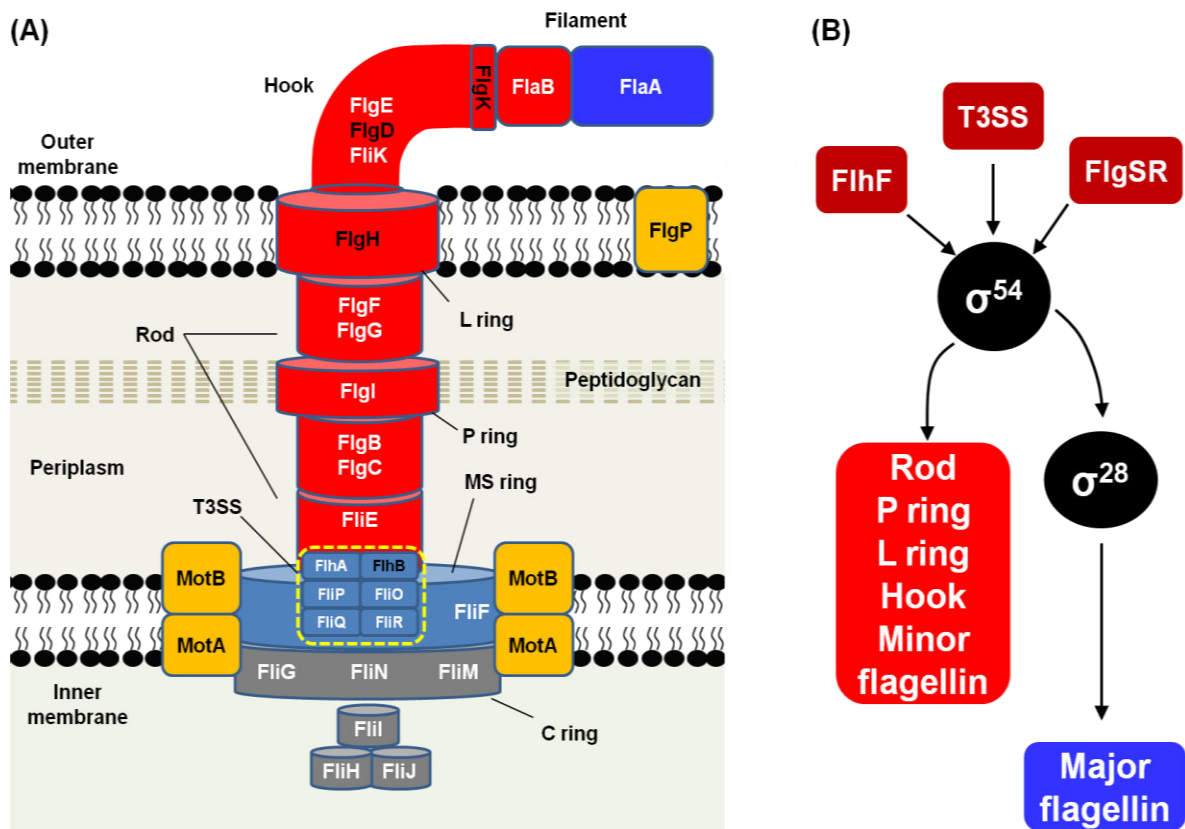 (A)
Filament
Hook
FlgE
FlgD
FliK
FlgK
FlaB
FlaA
Outer
membrane
FlgH
FlgP
L ring
FlgF
FlgG
Rod
FlgI
Peptidoglycan
P ring
FlgB
FlgC
Periplasm
MS ring
T3SS
FliE
MotB
FlhA
FlhB
MotB
FliP
FliO
FliF
FliQ
FliR
MotA
MotA
FliG
FliN
FliM
Inner
membrane
C ring
FliI
FliH
FliJ
(B)
T3SS
FlhF
FlgSR
σ⁵⁴
Rod
P ring
L ring
Hook
Minor
flagellin
σ²⁸
Major
flagellin